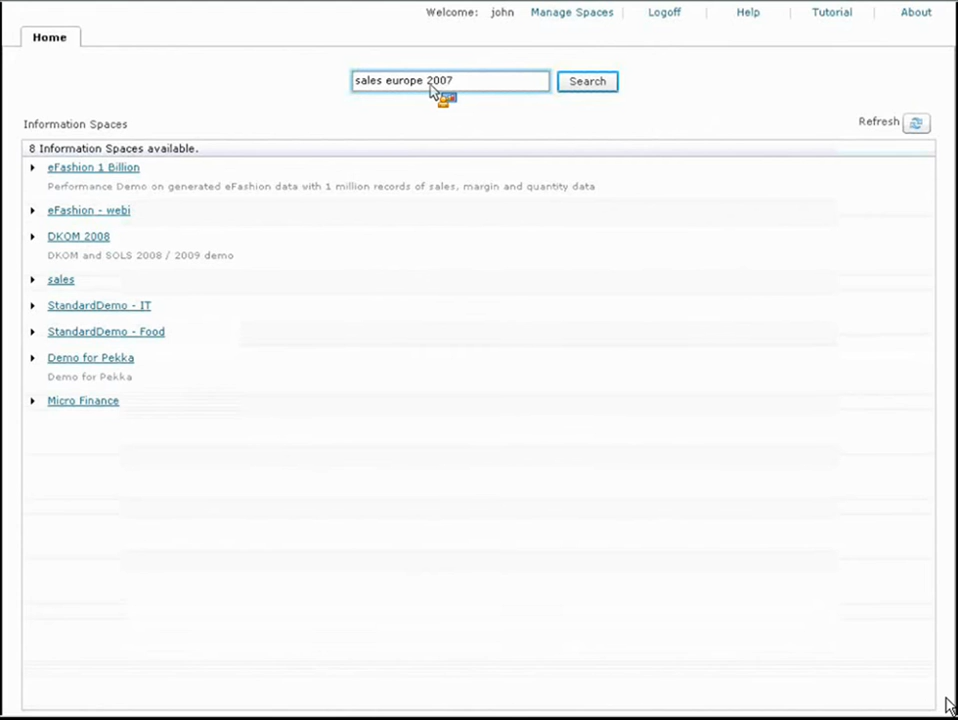 Welcome: john Manage Spaces Logoff Help Tutorial About
Home
sales europe 2007 Search
Information Spaces Refresh
8 Information Spaces available.
eFashion 1 Billion
Performance Demo on generated eFashion data with 1 million records of sales, margin and quantity data
eFashion - webi
DKOM 2008
DKOM and SOLS 2008 / 2009 demo
sales
StandardDemo - IT
StandardDemo - Food
Demo for Pekka
Demo for Pekka
Micro Finance